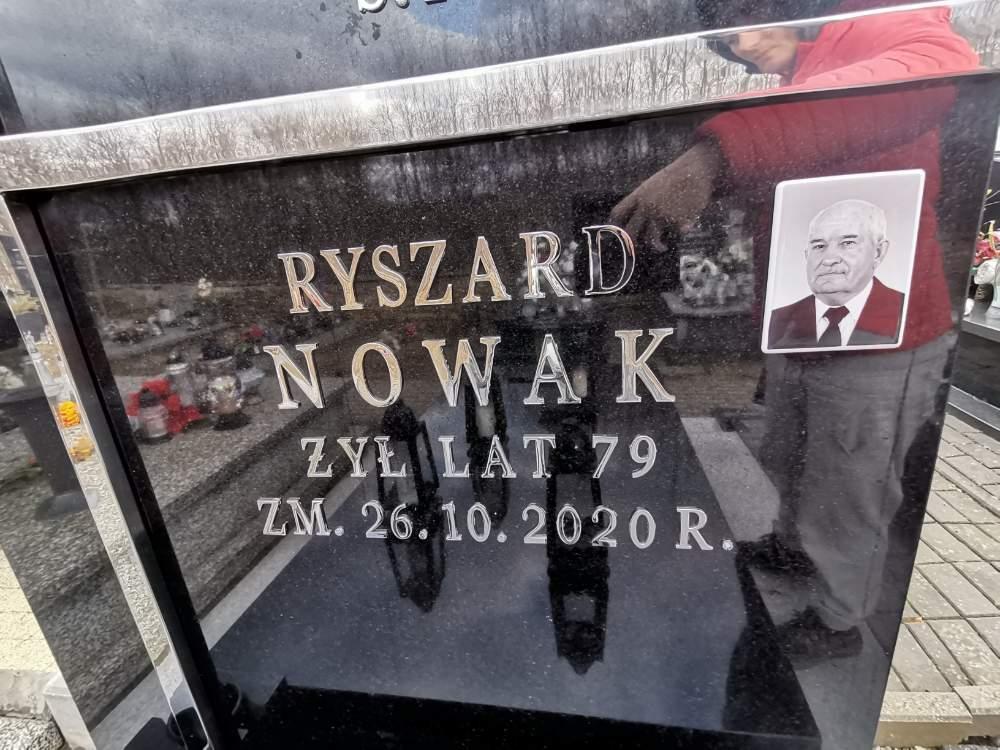 RYSZARD
NOWAK
ŻYŁ LAT 79
ZM. 26.10.2020 R.